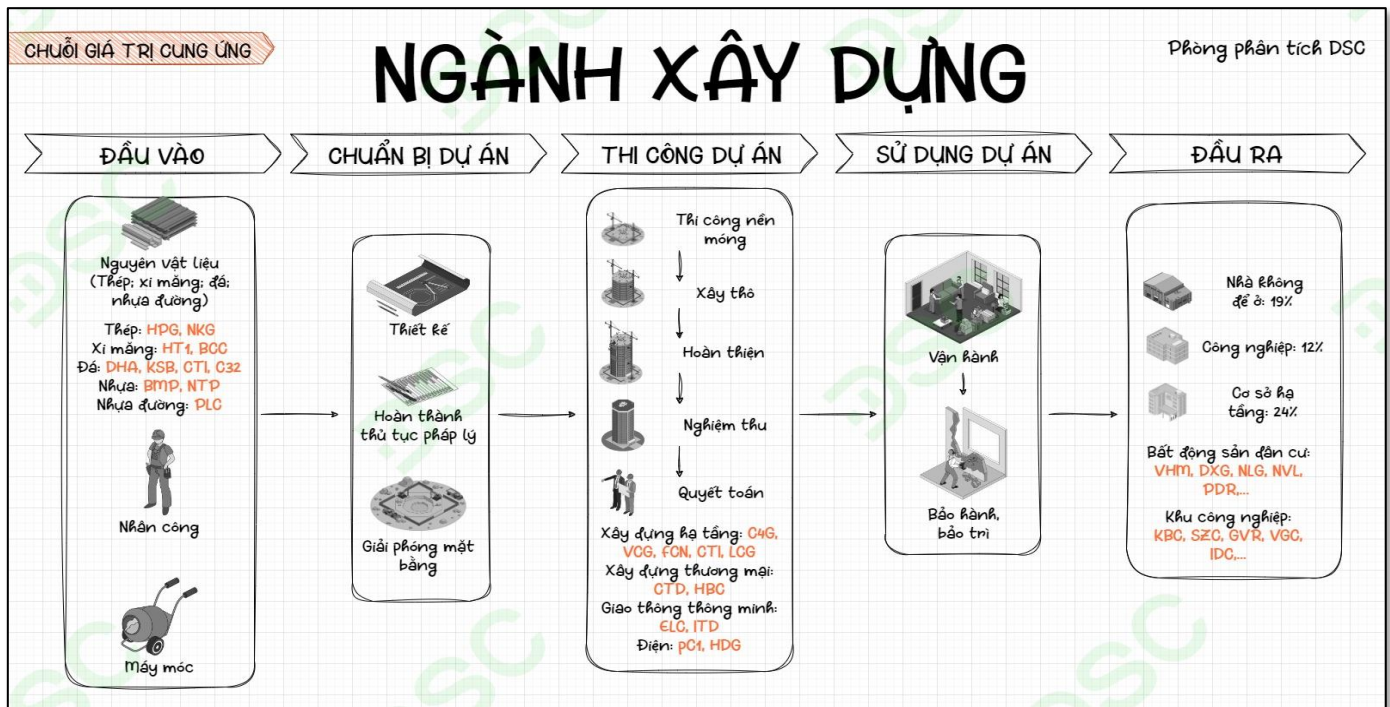 CHUỖI GIÁ TRỊ CUNG ỨNG
NGÀNH XÂY DỰNG
Phòng phân tích DSC
ĐẦU VÀO
CHUẨN BỊ DỰ ÁN
THI CÔNG DỰ ÁN
SỬ DỤNG DỰ ÁN
ĐẦU RA
Nguyên vật liệu
(Thép; xi măng; đá;
nhựa đường)
Thép: HPG, NKG
Xi măng: HT1, BCC
Đá: DHA, KSB, CTI, C32
Nhựa: BMP, NTP
Nhựa đường: PLC
Nhân công
Máy móc
Thiết kế
Hoàn thành
thủ tục pháp lý
Giải phóng mặt
bằng
Thi công nền
móng
Xây thô
Hoàn thiện
Nghiệm thu
Quyết toán
Xây dựng hạ tầng: C4G,
VCG, FCN, CTI, LCG
Xây dựng thương mại:
CTD, HBC
Giao thông thông minh:
ELC, ITD
Điện: pC1, HDG
Vận hành
Bảo hành,
bảo trì
Nhà không
để ở: 19%
Công nghiệp: 12%
Cơ sở hạ
tầng: 24%
Bất động sản dân cư:
VHM, DXG, NLG, NVL,
PDR,...
Khu công nghiệp:
KBC, SZC, GVR, VGC,
IDC,...
DSC
DSC
DSC
DSC
DSC
DSC
DSC